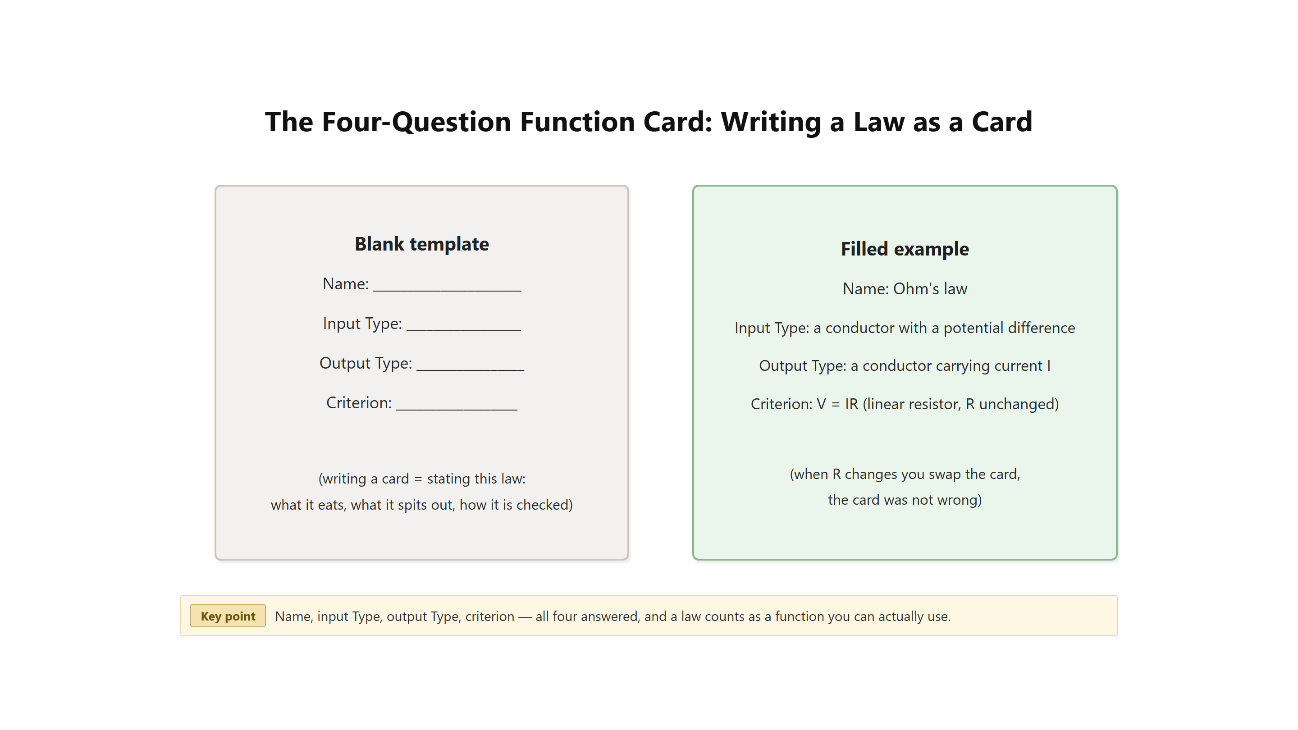 The Four-Question Function Card: Writing a Law as a Card
Blank template
Name: ___________________
Input Type: _______________
Output Type: ______________
Criterion: ________________
(writing a card = stating this law:
what it eats, what it spits out, how it is checked)
Filled example
Name: Ohm's law
Input Type: a conductor with a potential difference
Output Type: a conductor carrying current I
Criterion: V = IR (linear resistor, R unchanged)
(when R changes you swap the card,
the card was not wrong)
Key point Name, input Type, output Type, criterion — all four answered, and a law counts as a function you can actually use.